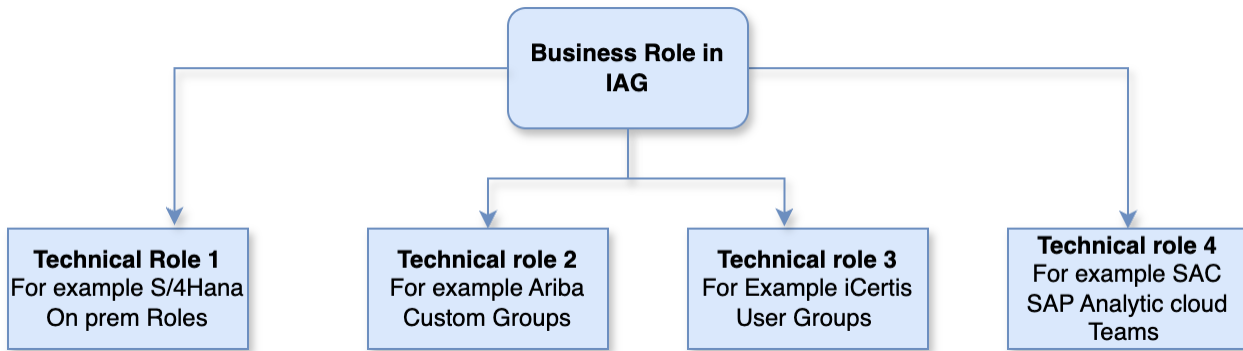 Business Role in
IAG
Technical Role 1
For example S/4Hana
On prem Roles
Technical role 2
For example Ariba
Custom Groups
Technical role 3
For Example iCertis
User Groups
Technical role 4
For example SAC
SAP Analytic cloud
Teams